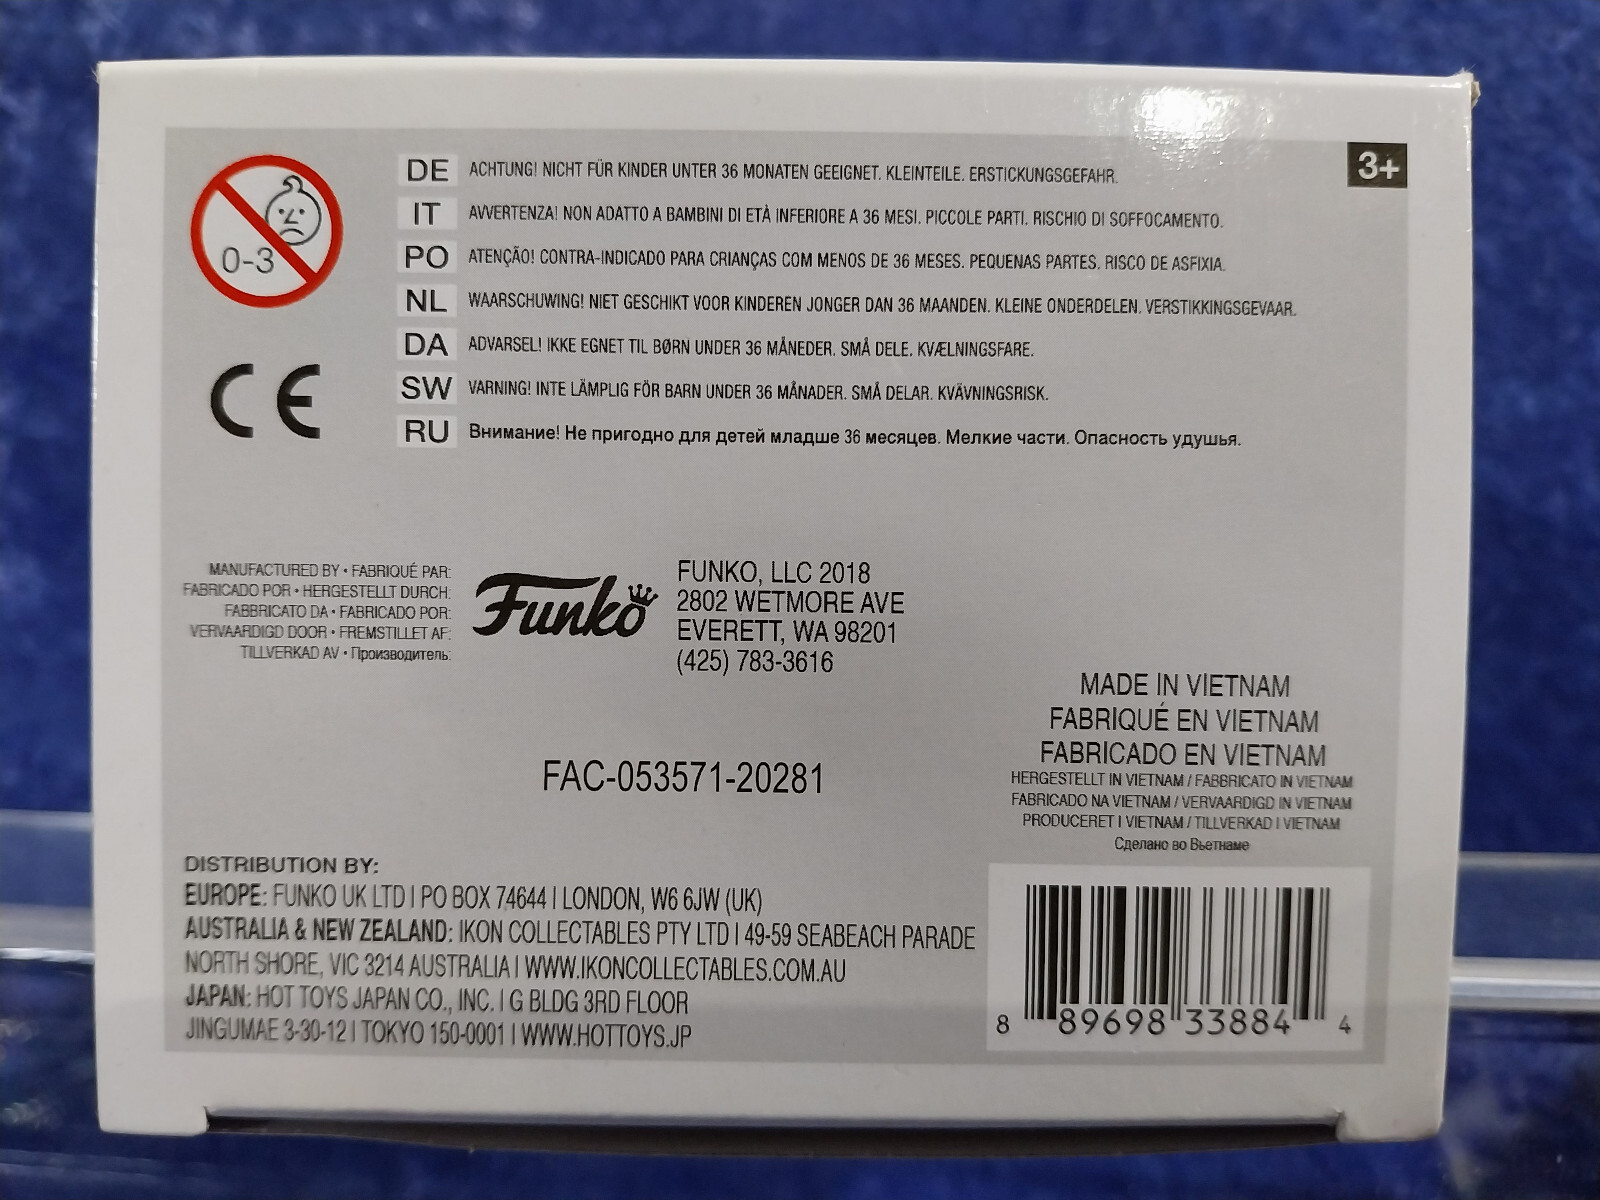 0-3
3+
DE ACHTUNG! NICHT FÜR KINDER UNTER 36 MONATEN GEEIGNET. KLEINTEILE. ERSTICKUNGSGEFAHR.
IT AVVERTENZA! NON ADATTO A BAMBINI DI ETÀ INFERIORE A 36 MESI. PICCOLE PARTI. RISCHIO DI SOFFOCAMENTO.
PO ATENÇÃO! CONTRA-INDICADO PARA CRIANÇAS COM MENOS DE 36 MESES. PEQUENAS PARTES. RISCO DE ASFIXIA.
NL WAARSCHUWING! NIET GESCHIKT VOOR KINDEREN JONGER DAN 36 MAANDEN. KLEINE ONDERDELEN. VERSTIKKINGSGEVAAR.
DA ADVARSEL! IKKE EGNET TIL BØRN UNDER 36 MÅNEDER. SMÅ DELE. KVÆLNINGSFARE.
SW VARNING! INTE LÄMPLIG FÖR BARN UNDER 36 MÅNADER. SMÅ DELAR. KVÄVNINGSRISK.
RU Внимание! Не пригодно для детей младше 36 месяцев. Мелкие части. Опасность удушья.
CE
MANUFACTURED BY • FABRIQUÉ PAR:
FABRICADO POR • HERGESTELLT DURCH:
FABBRICATO DA • FABRICADO POR:
VERVAARDIGD DOOR • FREMSTILLET AF:
TILLVERKAD AV • Производитель:
Funko
FUNKO, LLC 2018
2802 WETMORE AVE
EVERETT, WA 98201
(425) 783-3616
MADE IN VIETNAM
FABRIQUÉ EN VIETNAM
FABRICADO EN VIETNAM
HERGESTELLT IN VIETNAM / FABBRICATO IN VIETNAM
FABRICADO NA VIETNAM / VERVAARDIGD IN VIETNAM
PRODUCERET I VIETNAM / TILLVERKAD I VIETNAM
Сделано во Вьетнаме
FAC-053571-20281
DISTRIBUTION BY:
EUROPE: FUNKO UK LTD | PO BOX 74644 | LONDON, W6 6JW (UK)
AUSTRALIA & NEW ZEALAND: IKON COLLECTABLES PTY LTD | 49-59 SEABEACH PARADE
NORTH SHORE, VIC 3214 AUSTRALIA | WWW.IKONCOLLECTABLES.COM.AU
JAPAN: HOT TOYS JAPAN CO., INC. | G BLDG 3RD FLOOR
JINGUMAE 3-30-12 | TOKYO 150-0001 | WWW.HOTTOYS.JP
8 89698 33884 4